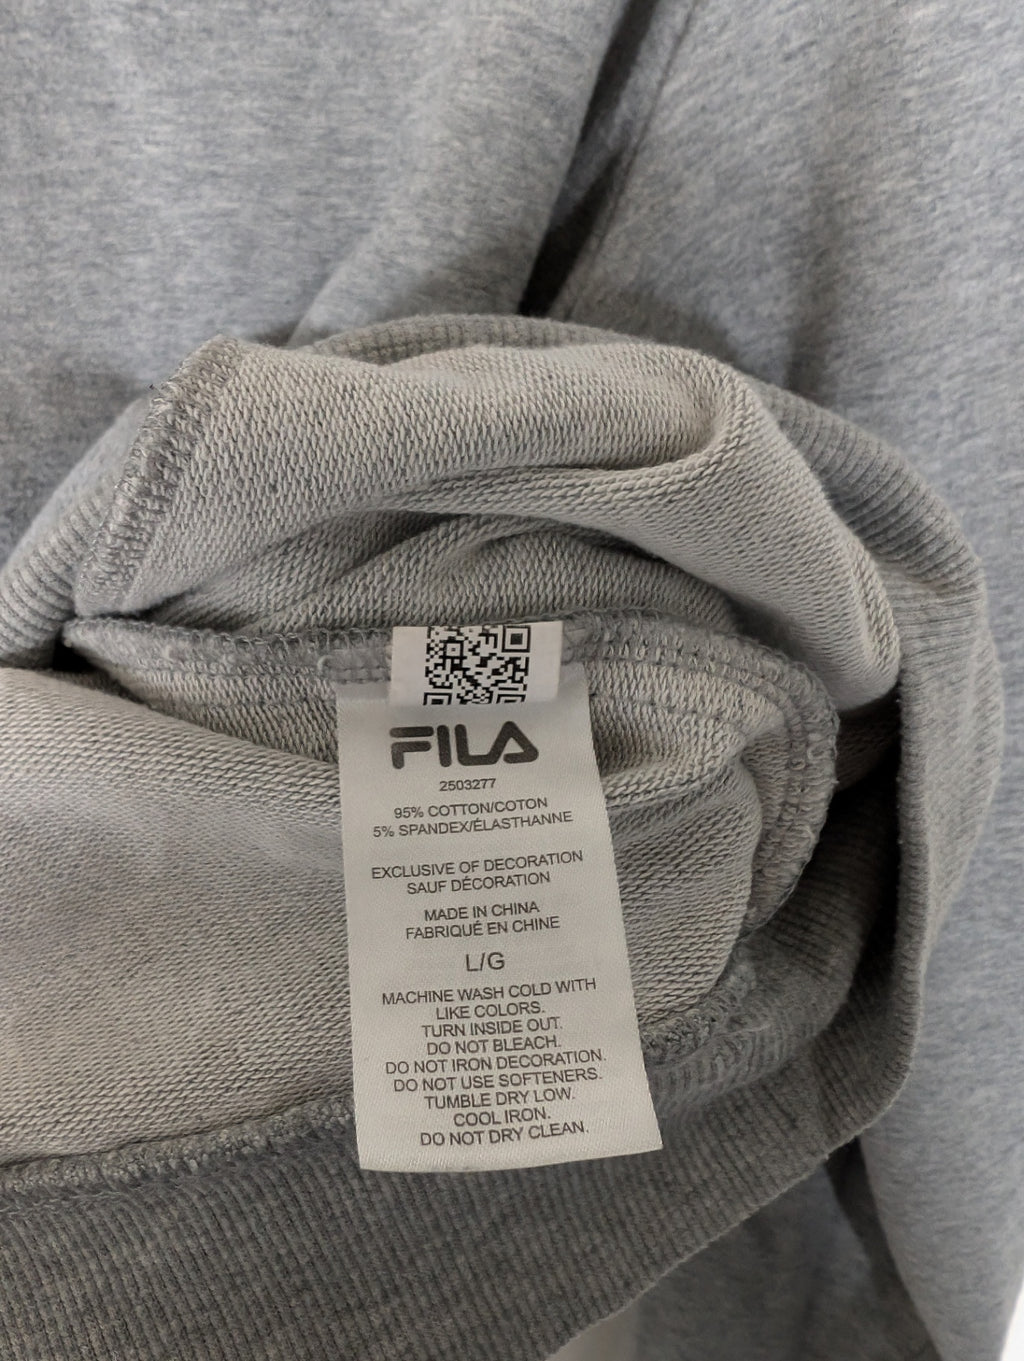 FILA
2503277
95% COTTON/COTON
5% SPANDEX/ÉLASTHANNE
EXCLUSIVE OF DECORATION
SAUF DÉCORATION
MADE IN CHINA
FABRIQUÉ EN CHINE
L/G
MACHINE WASH COLD WITH
LIKE COLORS.
TURN INSIDE OUT.
DO NOT BLEACH.
DO NOT IRON DECORATION.
DO NOT USE SOFTENERS.
TUMBLE DRY LOW.
COOL IRON.
DO NOT DRY CLEAN.